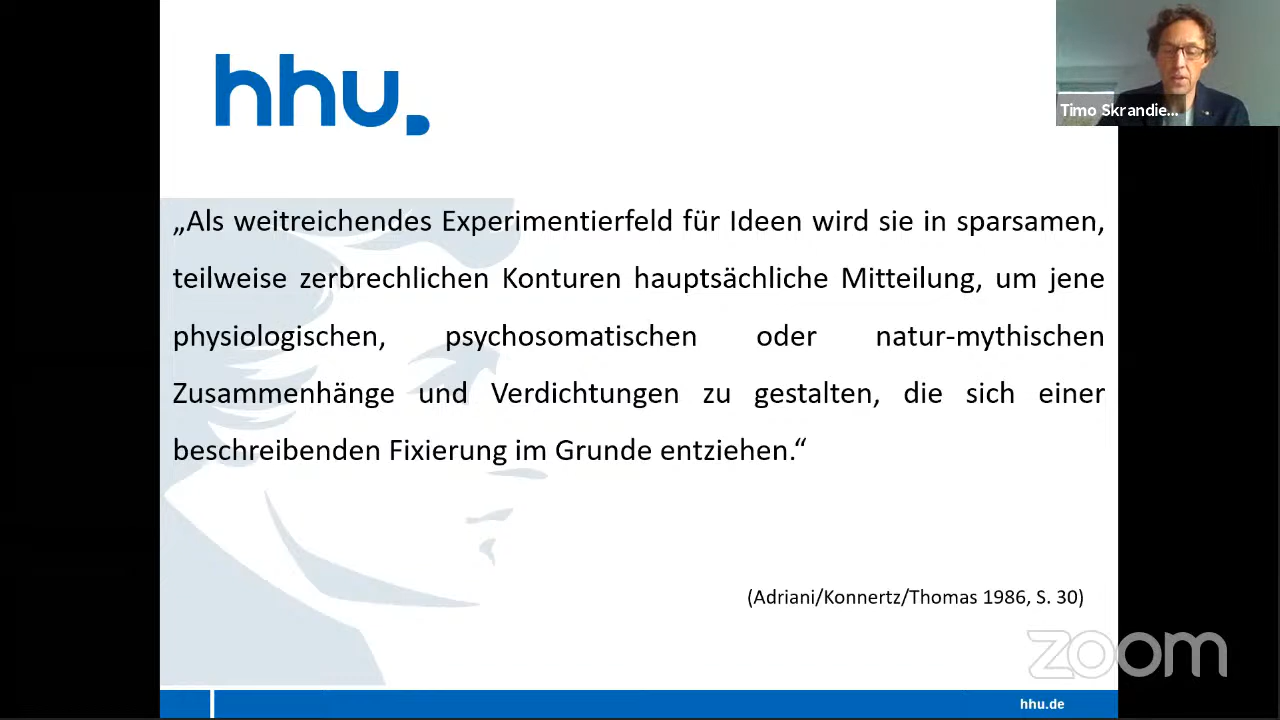 hhu.
Timo Skrandie...
„Als weitreichendes Experimentierfeld für Ideen wird sie in sparsamen,
teilweise zerbrechlichen Konturen hauptsächliche Mitteilung, um jene
physiologischen, psychosomatischen oder natur-mythischen
Zusammenhänge und Verdichtungen zu gestalten, die sich einer
beschreibenden Fixierung im Grunde entziehen.“
(Adriani/Konnertz/Thomas 1986, S. 30)
zoom
hhu.de